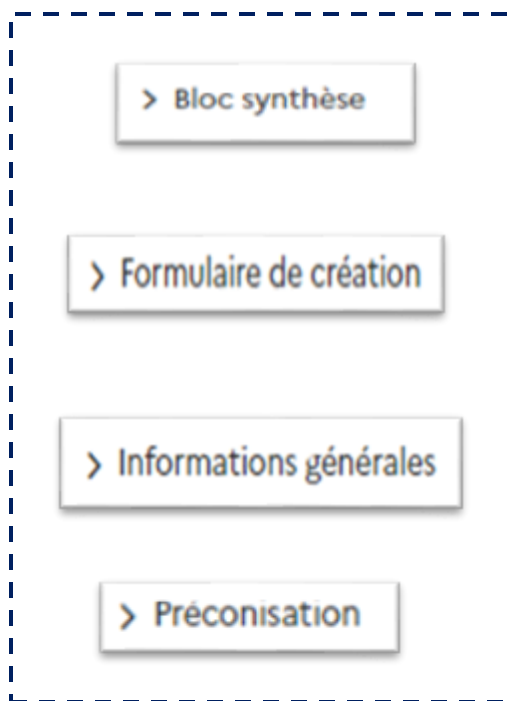 > Bloc synthèse
> Formulaire de création
> Informations générales
> Préconisation